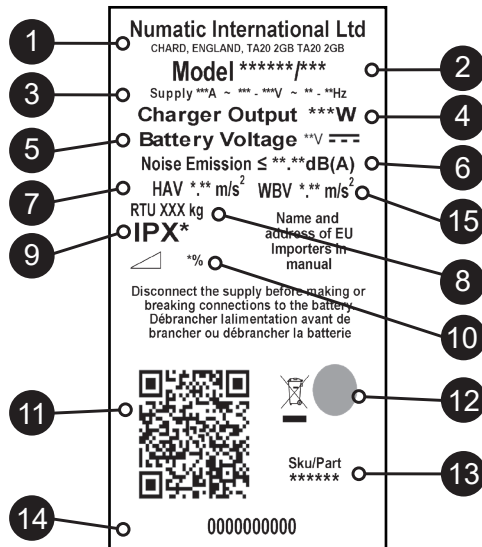 1
Numatic International Ltd
CHARD, ENGLAND, TA20 2GB TA20 2GB
2
Model ******/***
3
Supply ***A ~ *** - ***V ~ ** - **Hz
4
Charger Output ***W
5
Battery Voltage **V
6
Noise Emission ≤ **.**dB(A)
7
HAV *.** m/s² WBV *.** m/s²
15
RTU XXX kg
8
9
IPX*
Name and
address of EU
Importers in
manual
*%
10
Disconnect the supply before making or
breaking connections to the battery
Débrancher lalimentation avant de
brancher ou débrancher la batterie
11
12
Sku/Part
******
13
14
0000000000